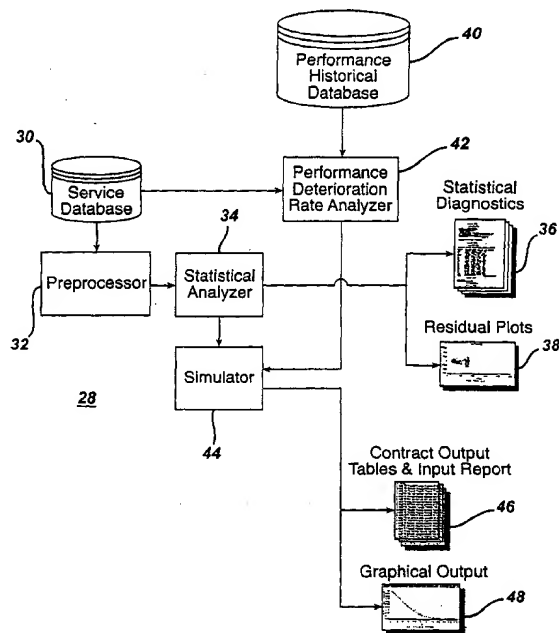 40
Performance
Historical
Database
30
Service
Database
42
Performance
Deterioration
Rate Analyzer
34
Statistical
Diagnostics
36
Preprocessor
Statistical
Analyzer
32
Residual Plots
38
Simulator
28
44
Contract Output
Tables & Input Report
46
Graphical Output
48